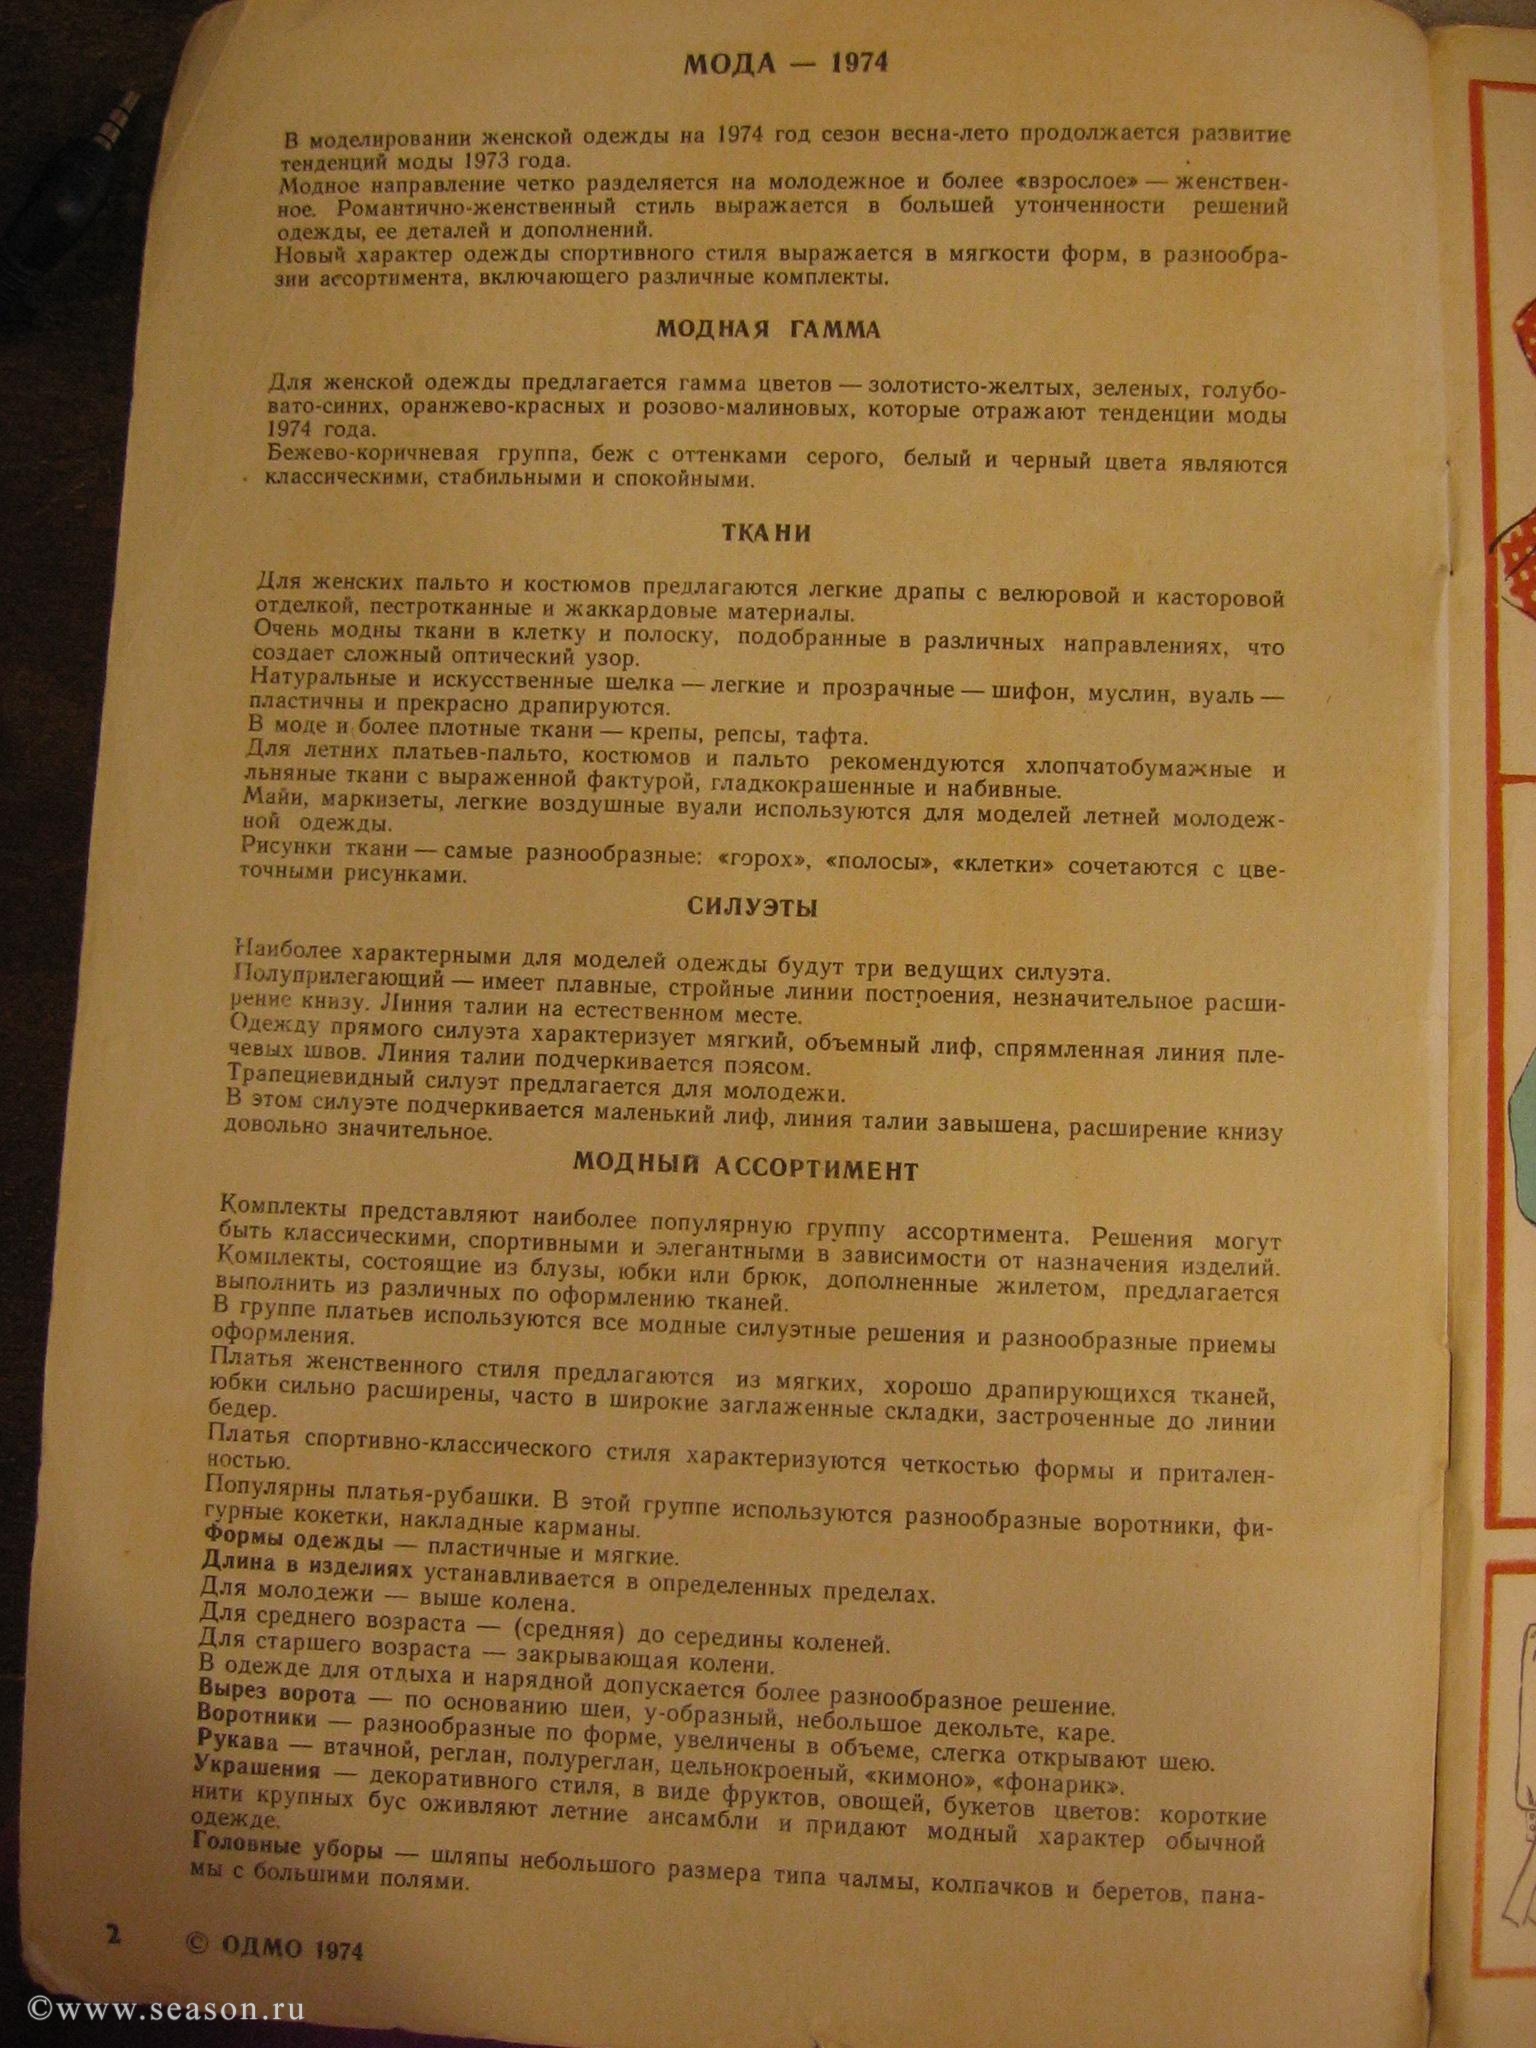 МОДА — 1974
В моделировании женской одежды на 1974 год сезон весна-лето продолжается развитие
тенденций моды 1973 года.
Модное направление четко разделяется на молодежное и более «взрослое» — женствен-
ное. Романтично-женственный стиль выражается в большей утонченности решений
одежды, ее деталей и дополнений.
Новый характер одежды спортивного стиля выражается в мягкости форм, в разнообра-
зии ассортимента, включающего различные комплекты.
МОДНАЯ ГАММА
Для женской одежды предлагается гамма цветов — золотисто-желтых, зеленых, голубо-
вато-синих, оранжево-красных и розово-малиновых, которые отражают тенденции моды
1974 года.
Бежево-коричневая группа, беж с оттенками серого, белый и черный цвета являются
классическими, стабильными и спокойными.
ТКАНИ
Для женских пальто и костюмов предлагаются легкие драпы с велюровой и касторовой
отделкой, пестротканные и жаккардовые материалы.
Очень модны ткани в клетку и полоску, подобранные в различных направлениях, что
создает сложный оптический узор.
Натуральные и искусственные шелка — легкие и прозрачные — шифон, муслин, вуаль —
пластичны и прекрасно драпируются.
В моде и более плотные ткани — крепы, репсы, тафта.
Для летних платьев-пальто, костюмов и пальто рекомендуются хлопчатобумажные и
льняные ткани с выраженной фактурой, гладкокрашенные и набивные.
Майи, маркизеты, легкие воздушные вуали используются для моделей летней молодеж-
ной одежды.
Рисунки ткани — самые разнообразные: «горох», «полосы», «клетки» сочетаются с цве-
точными рисунками.
СИЛУЭТЫ
Наиболее характерными для моделей одежды будут три ведущих силуэта.
Полуприлегающий — имеет плавные, стройные линии построения, незначительное расши-
рение книзу. Линия талии на естественном месте.
Одежду прямого силуэта характеризует мягкий, объемный лиф, спрямленная линия пле-
чевых швов. Линия талии подчеркивается поясом.
Трапециевидный силуэт предлагается для молодежи.
В этом силуэте подчеркивается маленький лиф, линия талии завышена, расширение книзу
довольно значительное.
МОДНЫЙ АССОРТИМЕНТ
Комплекты представляют наиболее популярную группу ассортимента. Решения могут
быть классическими, спортивными и элегантными в зависимости от назначения изделий.
Комплекты, состоящие из блузы, юбки или брюк, дополненные жилетом, предлагается
выполнить из различных по оформлению тканей.
В группе платьев используются все модные силуэтные решения и разнообразные приемы
оформления.
Платья женственного стиля предлагаются из мягких, хорошо драпирующихся тканей,
юбки сильно расширены, часто в широкие заглаженные складки, застроченные до линии
бедер.
Платья спортивно-классического стиля характеризуются четкостью формы и притален-
ностью.
Популярны платья-рубашки. В этой группе используются разнообразные воротники, фи-
гурные кокетки, накладные карманы.
Формы одежды — пластичные и мягкие.
Длина в изделиях устанавливается в определенных пределах.
Для молодежи — выше колена.
Для среднего возраста — (средняя) до середины коленей.
Для старшего возраста — закрывающая колени.
В одежде для отдыха и нарядной допускается более разнообразное решение.
Вырез ворота — по основанию шеи, у-образный, небольшое декольте, каре.
Воротники — разнообразные по форме, увеличены в объеме, слегка открывают шею.
Рукава — втачной, реглан, полуреглан, цельнокроеный, «кимоно», «фонарик».
Украшения — декоративного стиля, в виде фруктов, овощей, букетов цветов: короткие
нити крупных бус оживляют летние ансамбли и придают модный характер обычной
одежде.
Головные уборы — шляпы небольшого размера типа чалмы, колпачков и беретов, пана-
мы с большими полями.
2 © ОДМО 1974
©www.season.ru